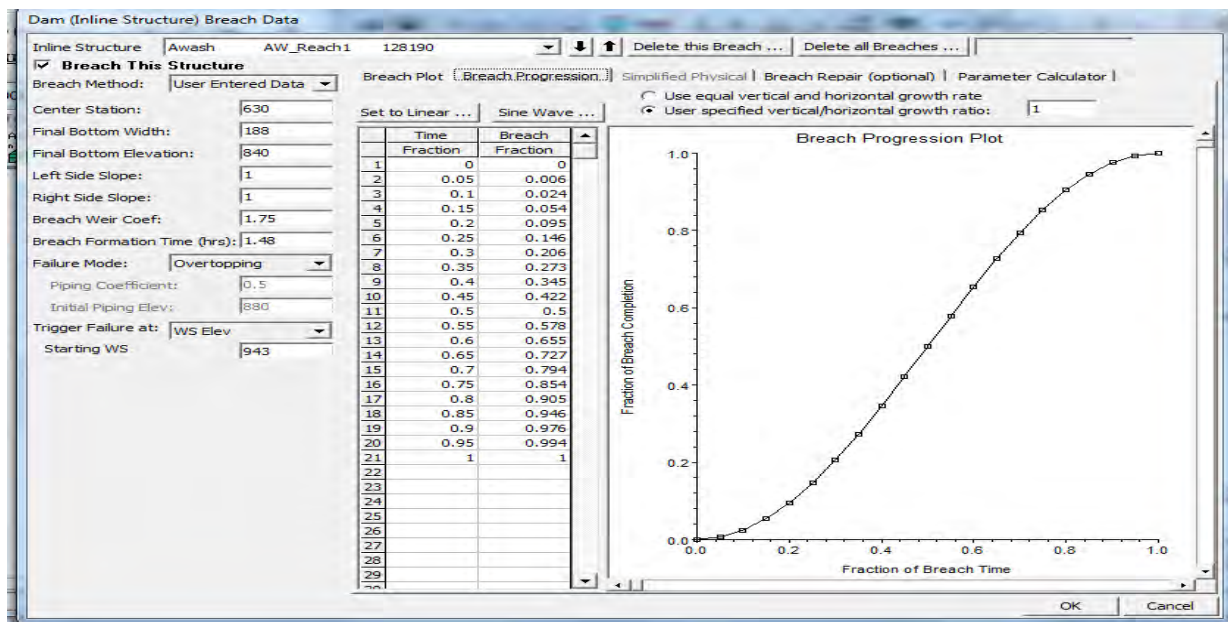 Dam (Inline Structure) Breach Data
Inline Structure Awash AW_Reach1 128190 Delete this Breach ... Delete all Breaches ...
Breach This Structure
Breach Method: User Entered Data
Center Station: 630
Final Bottom Width: 188
Final Bottom Elevation: 840
Left Side Slope: 1
Right Side Slope: 1
Breach Weir Coef: 1.75
Breach Formation Time (hrs): 1.48
Failure Mode: Overtopping
Piping Coefficient: 0.5
Initial Piping Elev: 880
Trigger Failure at: WS Elev
Starting WS 943
Breach Plot Breach Progression Simplified Physical Breach Repair (optional) Parameter Calculator
Set to Linear ... Sine Wave ...
Use equal vertical and horizontal growth rate
User specified vertical/horizontal growth ratio: 1
Time Breach
Fraction Fraction
1 0 0
2 0.05 0.006
3 0.1 0.024
4 0.15 0.054
5 0.2 0.095
6 0.25 0.146
7 0.3 0.206
8 0.35 0.273
9 0.4 0.345
10 0.45 0.422
11 0.5 0.5
12 0.55 0.578
13 0.6 0.655
14 0.65 0.727
15 0.7 0.794
16 0.75 0.854
17 0.8 0.905
18 0.85 0.946
19 0.9 0.976
20 0.95 0.994
21 1 1
22
23
24
25
26
27
28
29
Breach Progression Plot
1.0
0.8
0.6
0.4
0.2
0.0
Fraction of Breach Completion
0.0 0.2 0.4 0.6 0.8 1.0
Fraction of Breach Time
OK Cancel